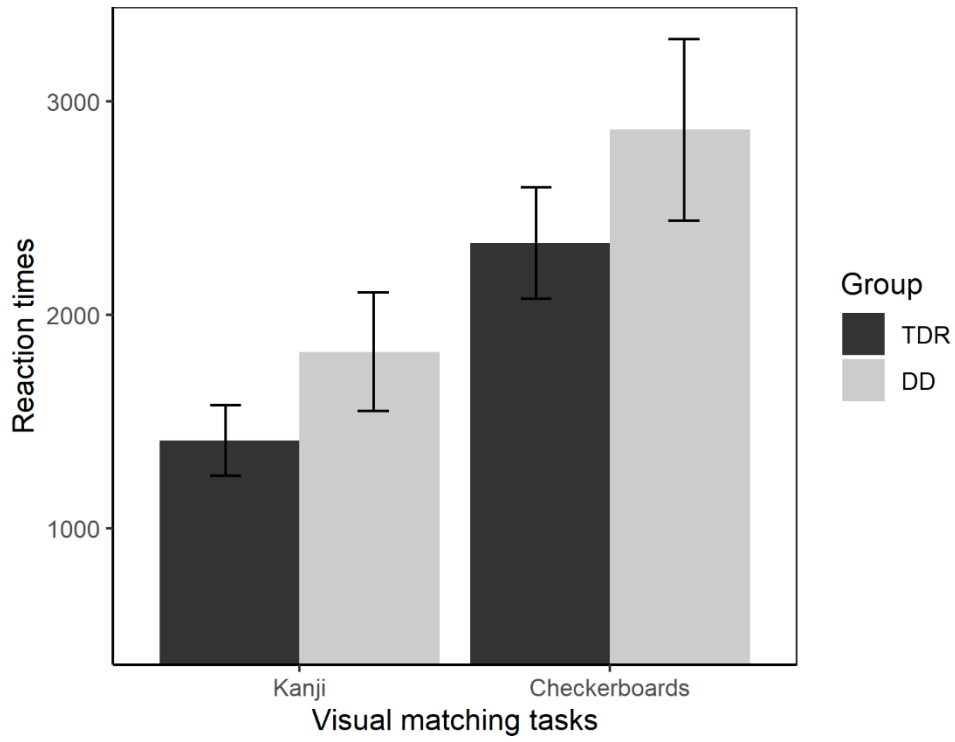 Reaction times
3000
2000
1000
Kanji
Checkerboards
Visual matching tasks
Group
TDR
DD